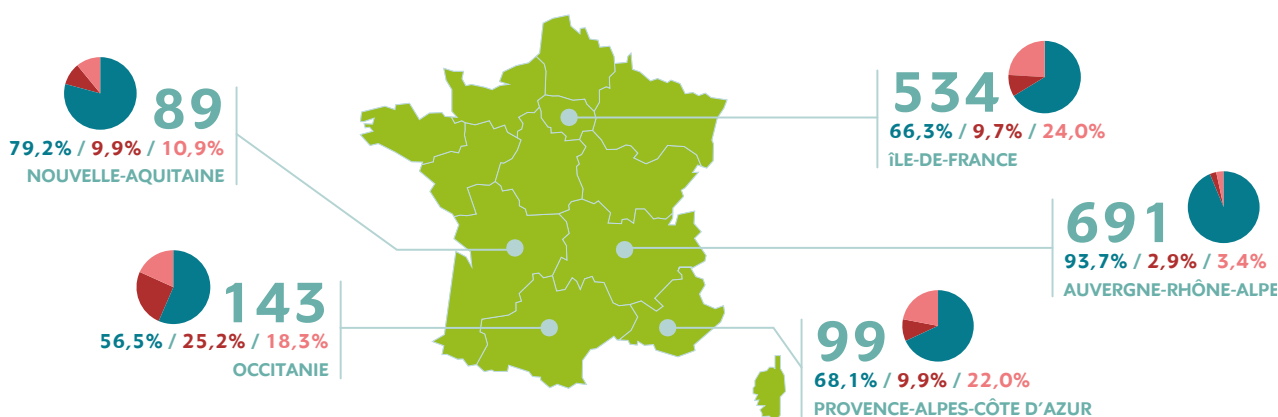 89
79,2% / 9,9% / 10,9%
NOUVELLE-AQUITAINE
534
66,3% / 9,7% / 24,0%
îLE-DE-FRANCE
691
93,7% / 2,9% / 3,4%
AUVERGNE-RHÔNE-ALPE
143
56,5% / 25,2% / 18,3%
OCCITANIE
99
68,1% / 9,9% / 22,0%
PROVENCE-ALPES-CÔTE D'AZUR